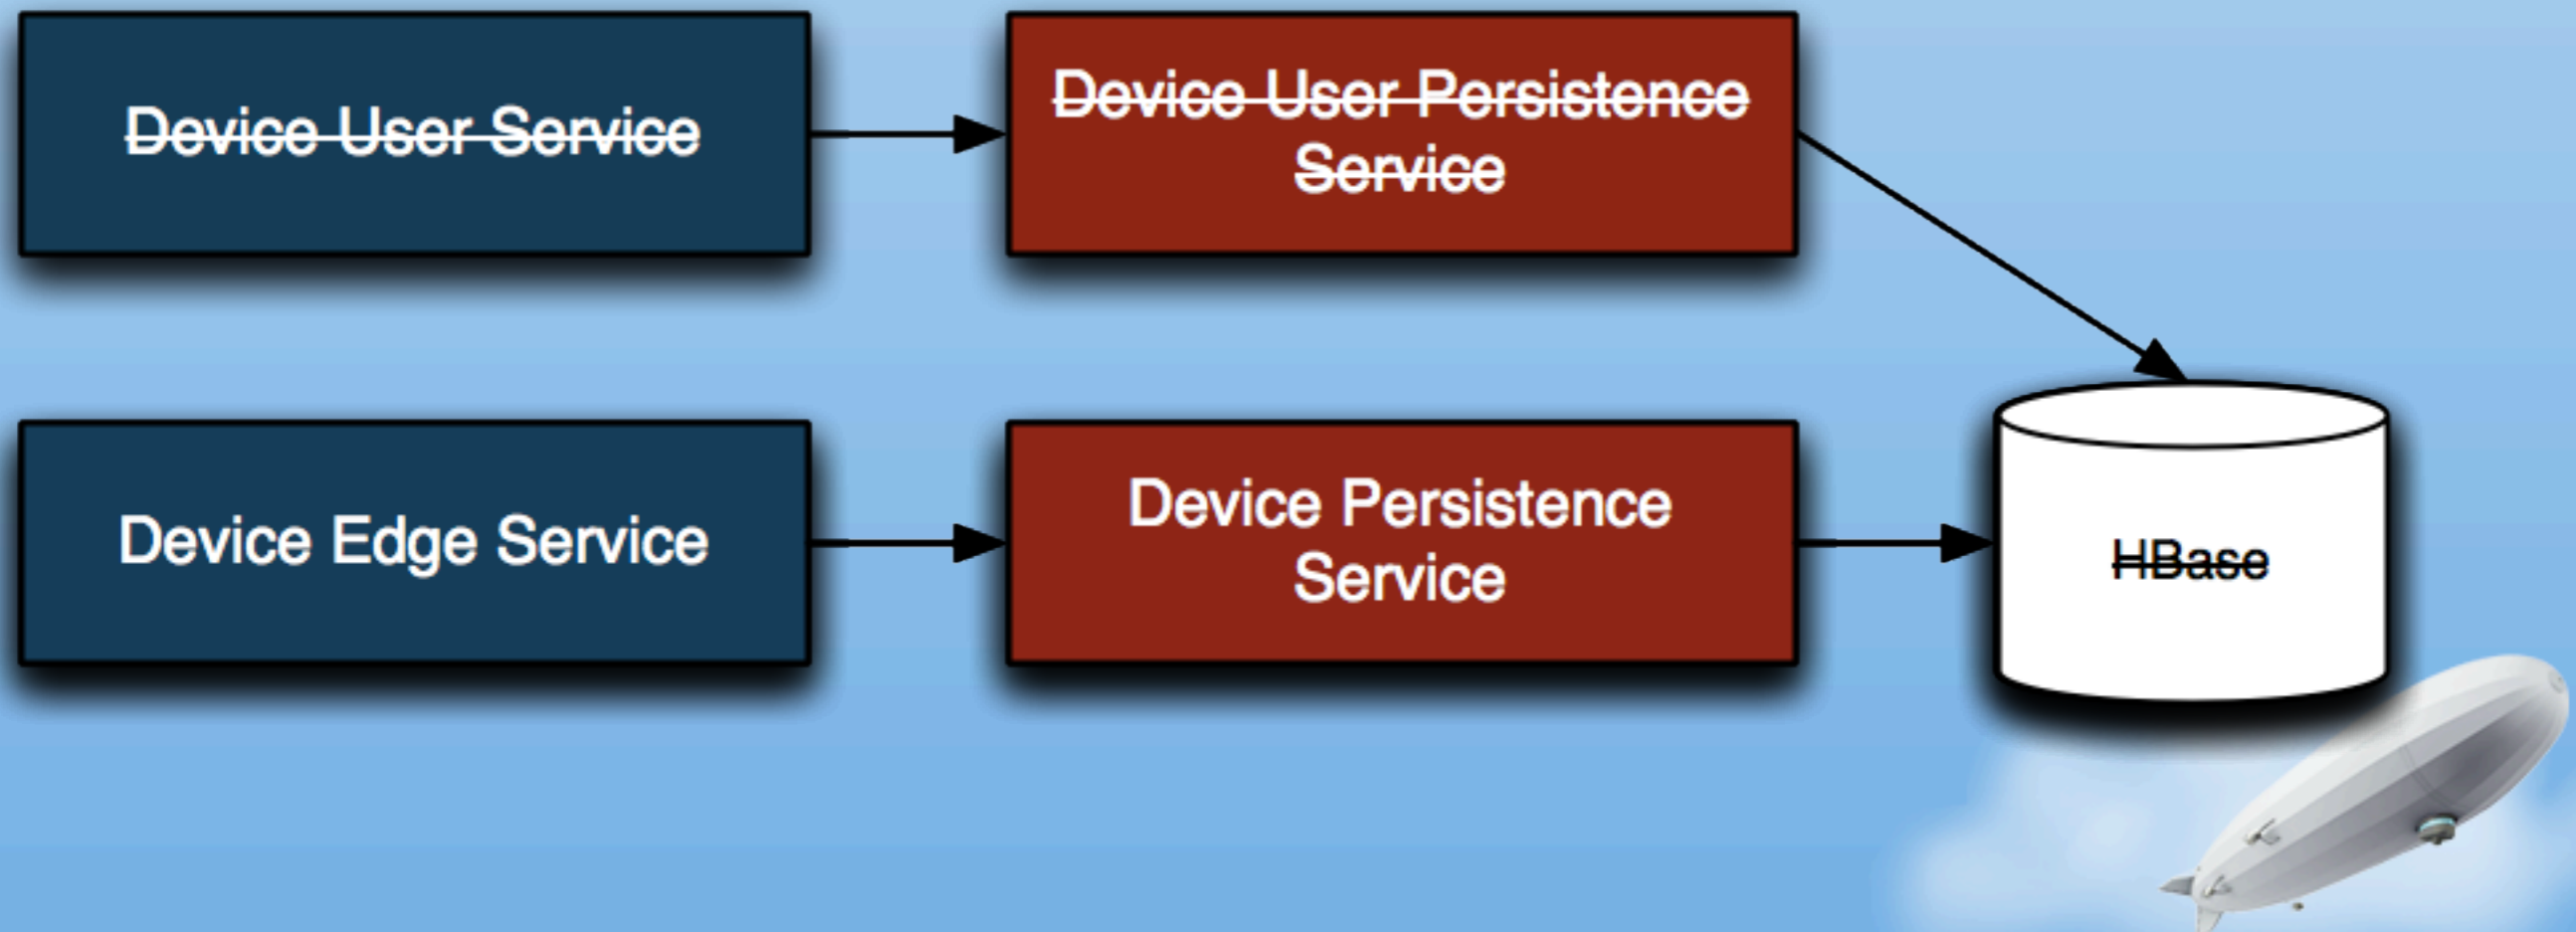 Device User Service
Device User Persistence
Service
Device Edge Service
Device Persistence
Service
HBase